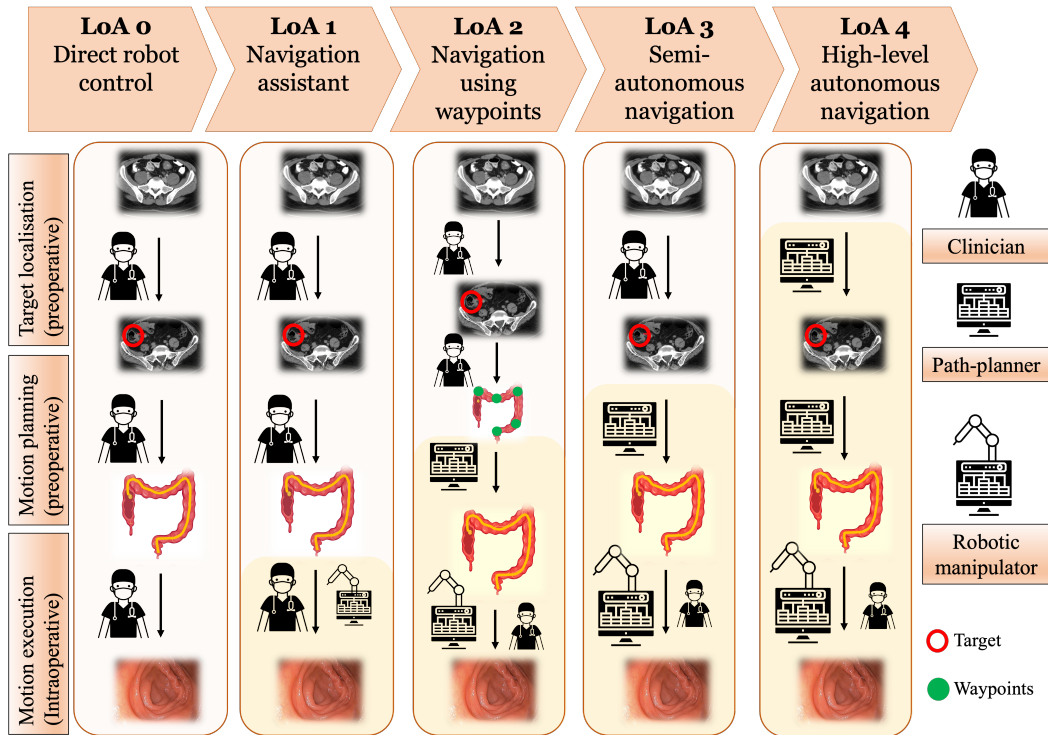 LoA 0
Direct robot
control
LoA 1
Navigation
assistant
LoA 2
Navigation
using
waypoints
LoA 3
Semi-
autonomous
navigation
LoA 4
High-level
autonomous
navigation
Target localisation
(preoperative)
Motion planning
(preoperative)
Motion execution
(Intraoperative)
Clinician
Path-planner
Robotic
manipulator
Target
Waypoints